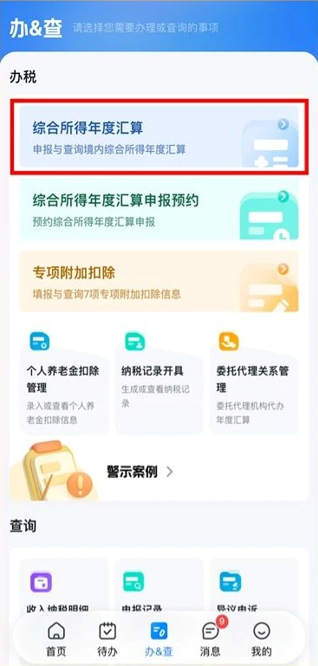 办&查 请选择您需要办理或查询的事项
办税
综合所得年度汇算
申报与查询境内综合所得年度汇算
综合所得年度汇算申报预约
预约综合所得年度汇算申报
专项附加扣除
填报与查询7项专项附加扣除信息
个人养老金扣除
管理
录入或查看个人养
老金扣除信息
纳税记录开具
生成或查看纳税记
录
委托代理关系管
理
委托代理机构代办
年度汇算
警示案例
查询
收入纳税明细
申报记录
异议申诉
9
首页 待办 办&查 消息 我的